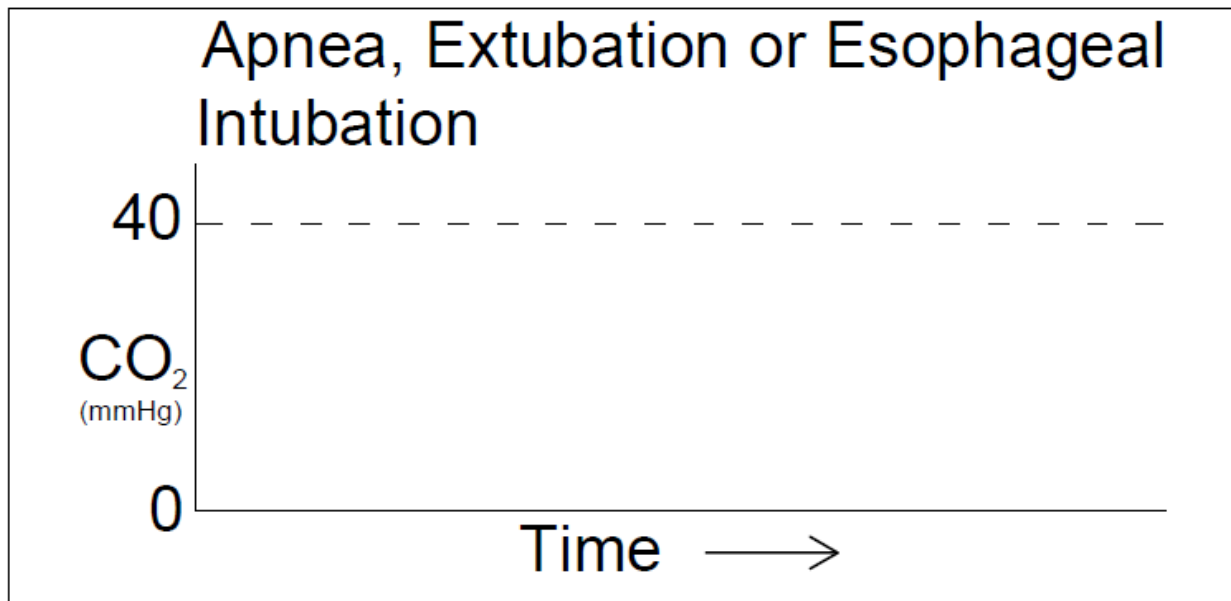 Apnea, Extubation or Esophageal
Intubation
40
CO₂
(mmHg)
0
Time